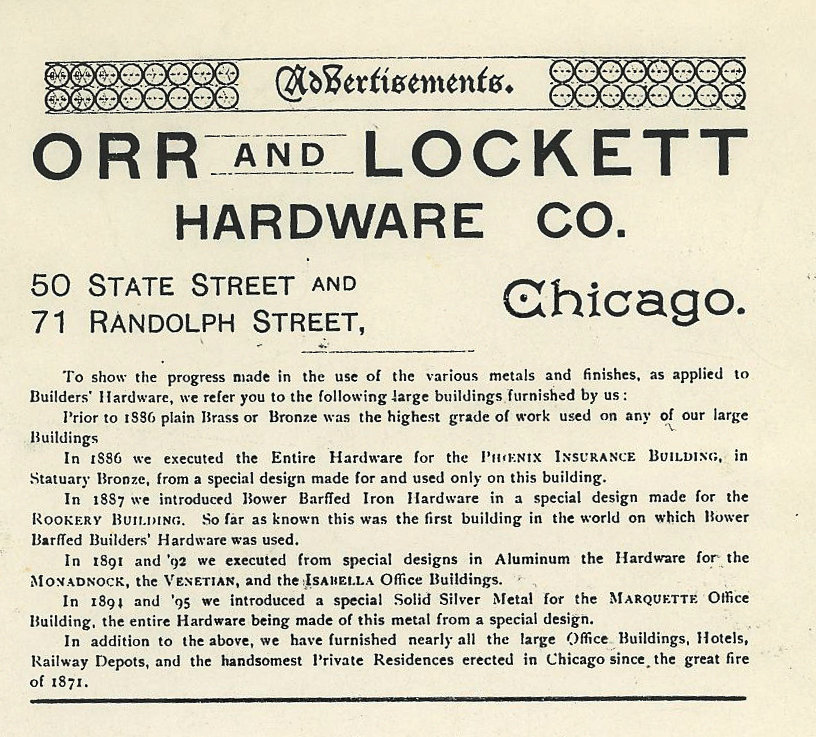 Advertisements.
ORR AND LOCKETT
HARDWARE CO.
50 STATE STREET AND
71 RANDOLPH STREET,
Chicago.
To show the progress made in the use of the various metals and finishes, as applied to
Builders' Hardware, we refer you to the following large buildings furnished by us:
Prior to 1886 plain Brass or Bronze was the highest grade of work used on any of our large
Buildings
In 1886 we executed the Entire Hardware for the PHŒNIX INSURANCE BUILDING, in
Statuary Bronze, from a special design made for and used only on this building.
In 1887 we introduced Bower Barffed Iron Hardware in a special design made for the
ROOKERY BUILDING. So far as known this was the first building in the world on which Bower
Barffed Builders' Hardware was used.
In 1891 and '92 we executed from special designs in Aluminum the Hardware for the
MONADNOCK, the VENETIAN, and the ISABELLA Office Buildings.
In 1894 and '95 we introduced a special Solid Silver Metal for the MARQUETTE Office
Building, the entire Hardware being made of this metal from a special design.
In addition to the above, we have furnished nearly all the large Office Buildings, Hotels,
Railway Depots, and the handsomest Private Residences erected in Chicago since the great fire
of 1871.